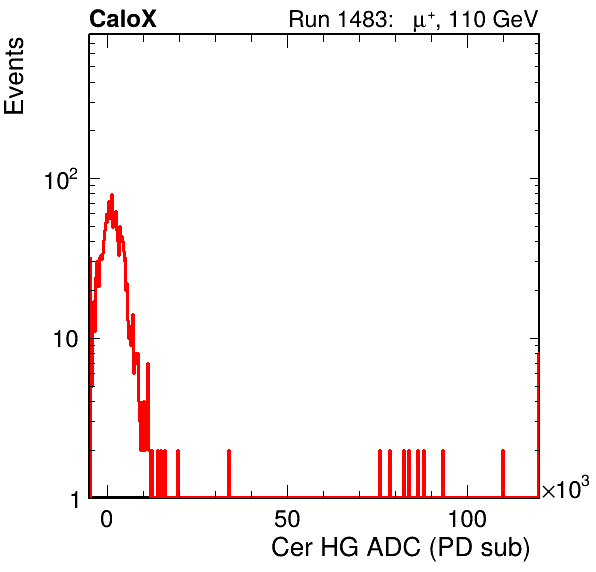 CaloX Run 1483: μ⁺, 110 GeV
Events
10²
10
1
0 50 100 ×10³
Cer HG ADC (PD sub)